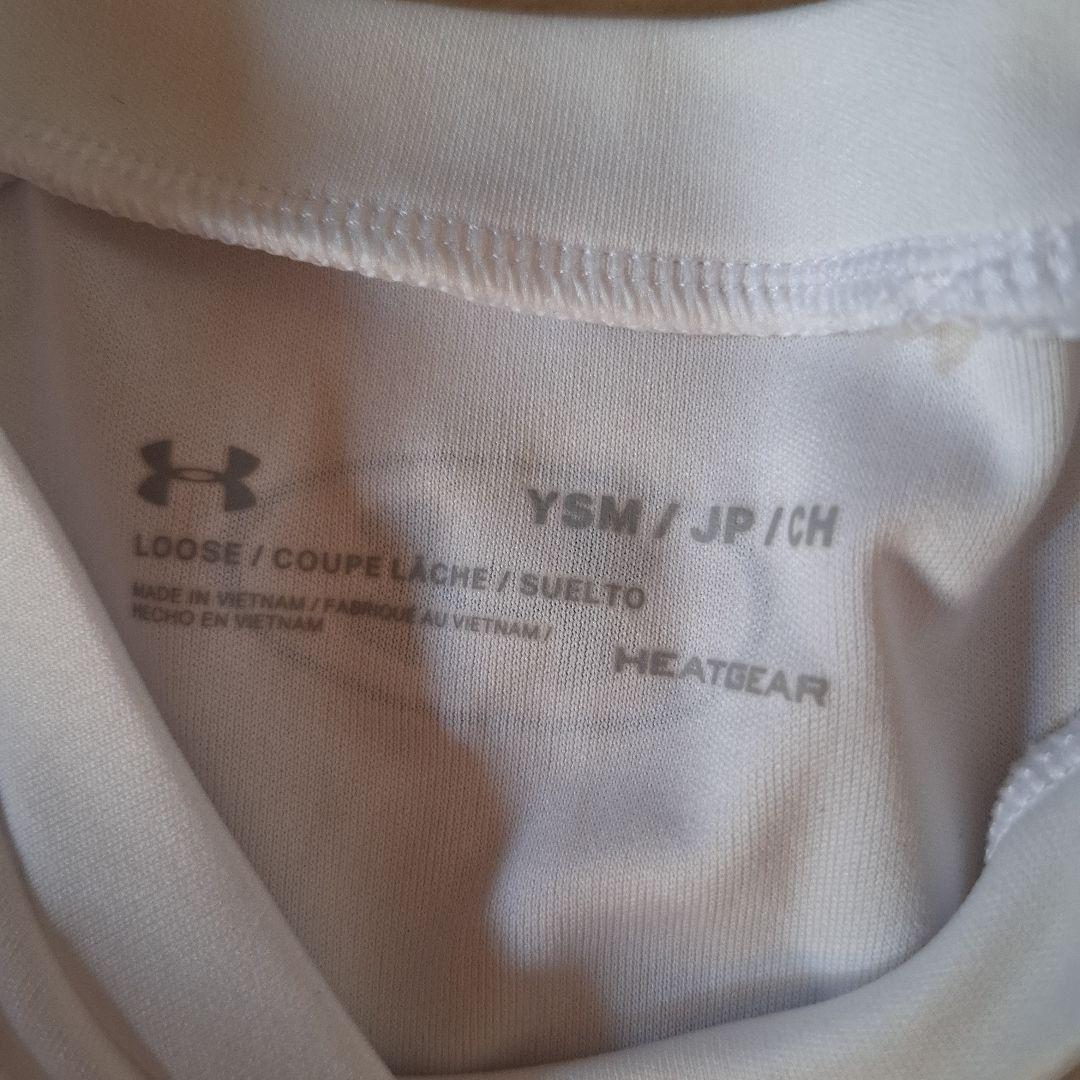 YSM / JP / CH
LOOSE / COUPE LÂCHE / SUELTO
MADE IN VIETNAM / FABRIQUÉ AU VIETNAM /
HECHO EN VIETNAM
HEATGEAR